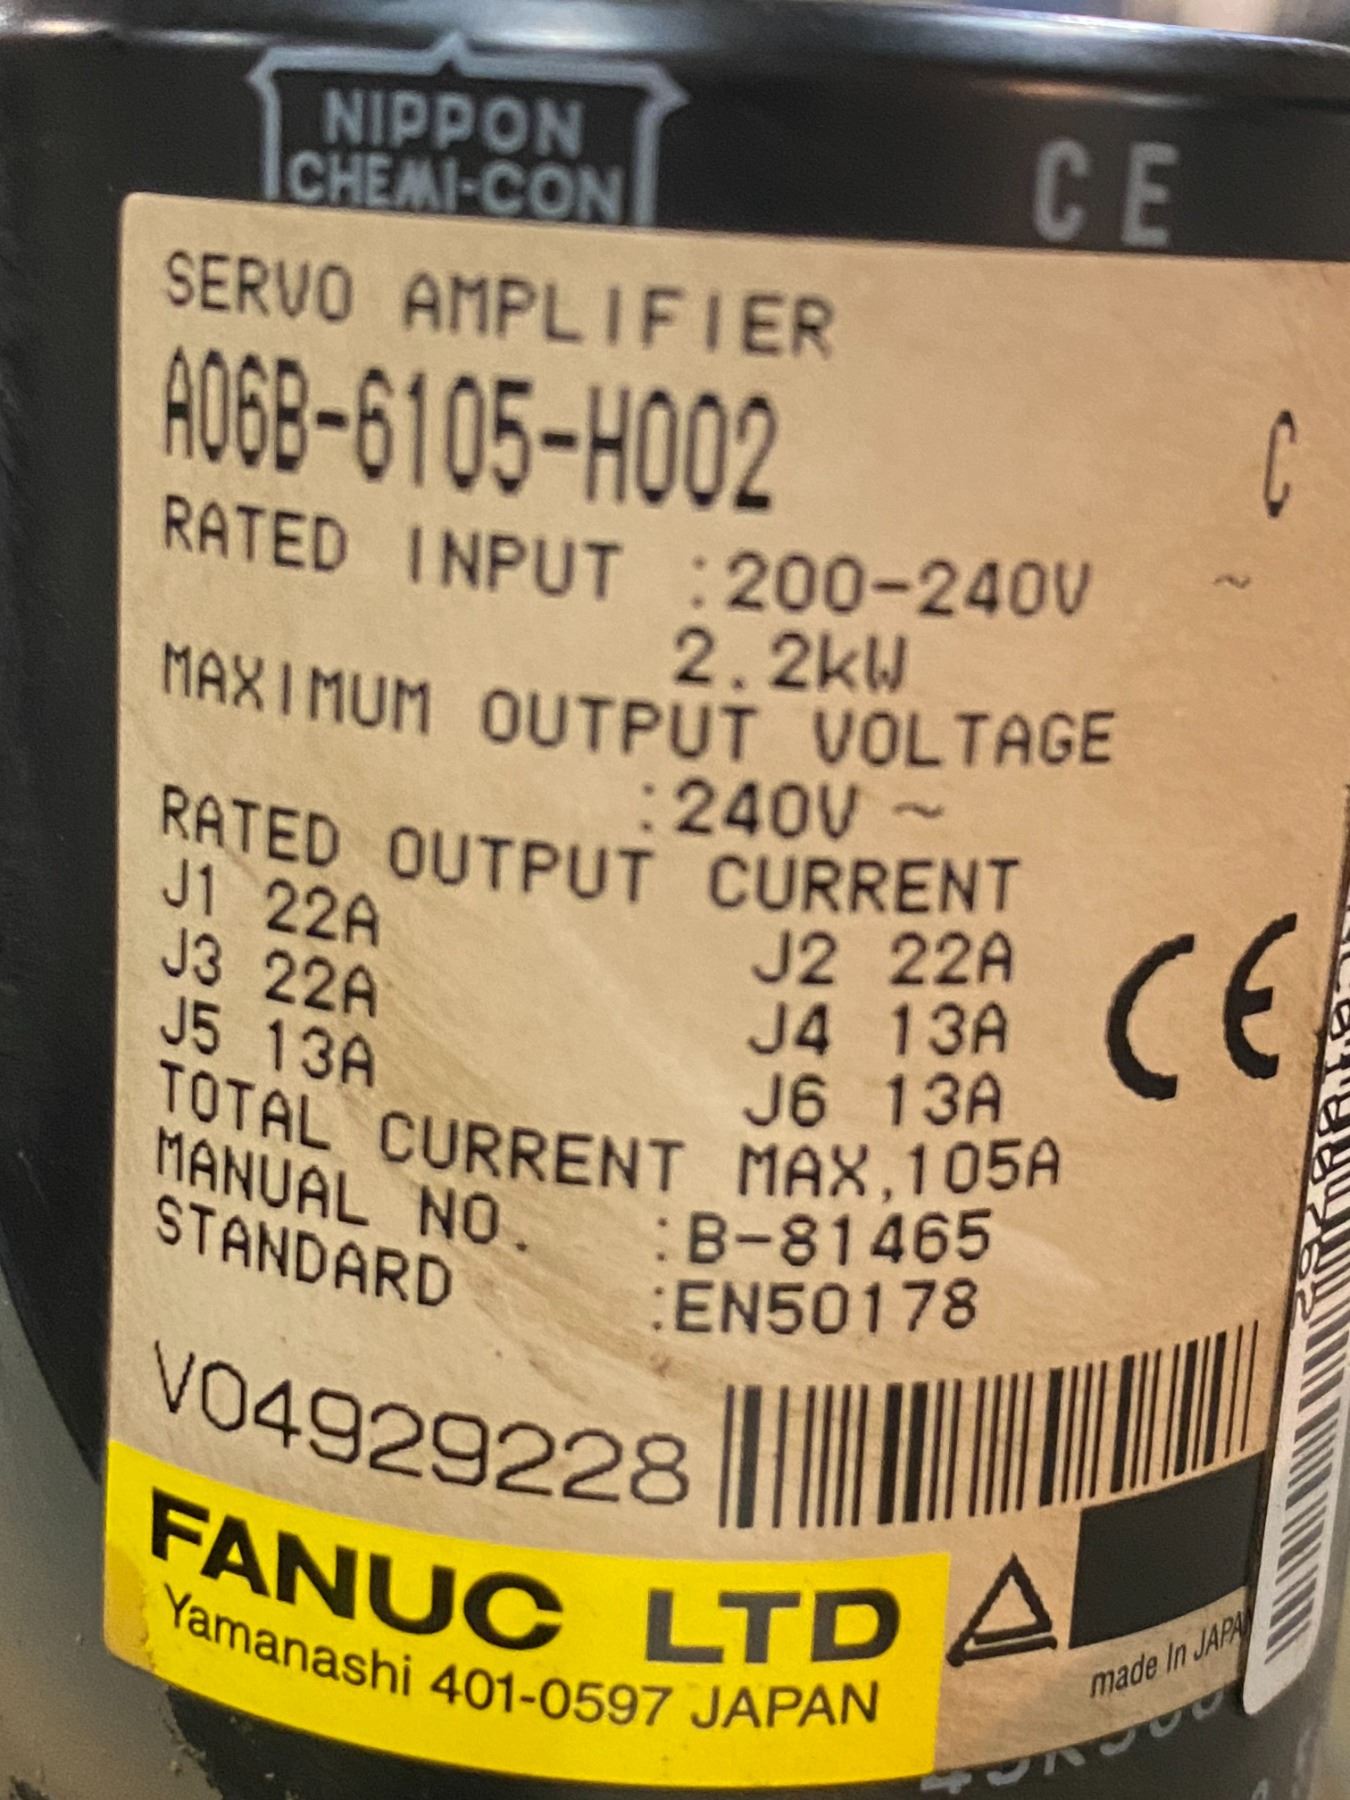 NIPPON
CHEMI-CON
CE
SERVO AMPLIFIER
A06B-6105-H002 C
RATED INPUT :200-240V ~
2.2kW
MAXIMUM OUTPUT VOLTAGE
:240V ~
RATED OUTPUT CURRENT
J1 22A J2 22A
J3 22A J4 13A
J5 13A J6 13A
CE
TOTAL CURRENT MAX,105A
MANUAL NO. :B-81465
STANDARD :EN50178
V04929228
FANUC LTD
Yamanashi 401-0597 JAPAN
made In JAPAN